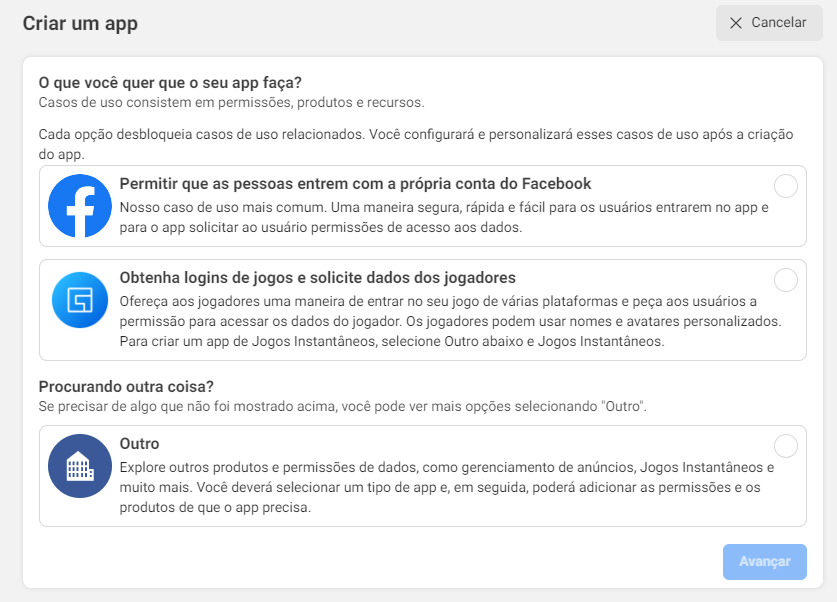 Criar um app
Cancelar
O que você quer que o seu app faça?
Casos de uso consistem em permissões, produtos e recursos.
Cada opção desbloqueia casos de uso relacionados. Você configurará e personalizará esses casos de uso após a criação
do app.
Permitir que as pessoas entrem com a própria conta do Facebook
Nosso caso de uso mais comum. Uma maneira segura, rápida e fácil para os usuários entrarem no app e
para o app solicitar ao usuário permissões de acesso aos dados.
Obtenha logins de jogos e solicite dados dos jogadores
Ofereça aos jogadores uma maneira de entrar no seu jogo de várias plataformas e peça aos usuários a
permissão para acessar os dados do jogador. Os jogadores podem usar nomes e avatares personalizados.
Para criar um app de Jogos Instantâneos, selecione Outro abaixo e Jogos Instantâneos.
Procurando outra coisa?
Se precisar de algo que não foi mostrado acima, você pode ver mais opções selecionando "Outro".
Outro
Explore outros produtos e permissões de dados, como gerenciamento de anúncios, Jogos Instantâneos e
muito mais. Você deverá selecionar um tipo de app e, em seguida, poderá adicionar as permissões e os
produtos de que o app precisa.
Avançar